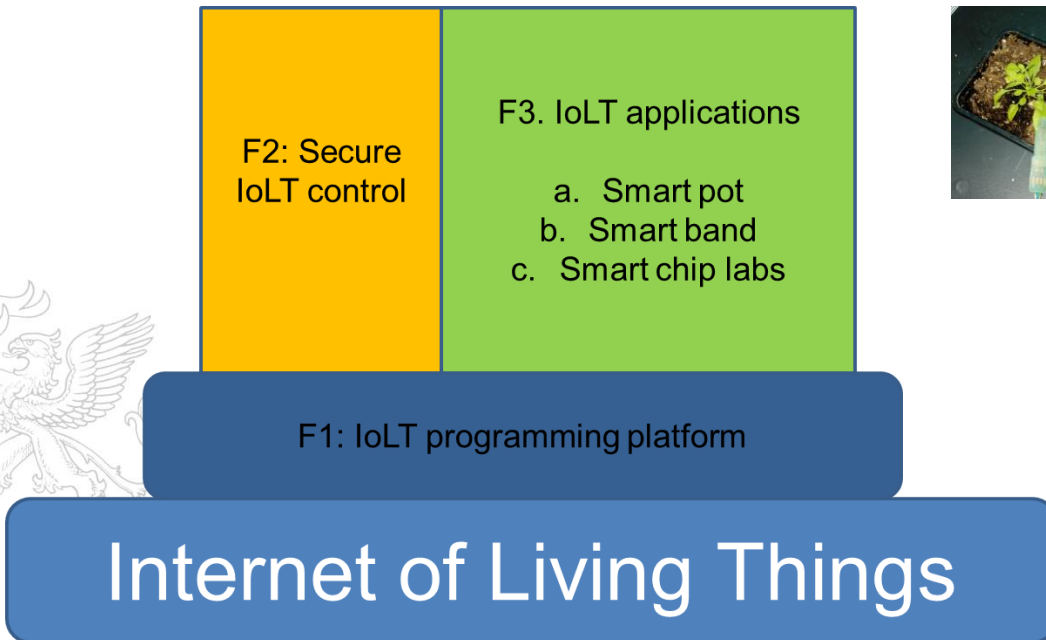 F2: Secure
IoLT control
F3. IoLT applications
a. Smart pot
b. Smart band
c. Smart chip labs
F1: IoLT programming platform
Internet of Living Things